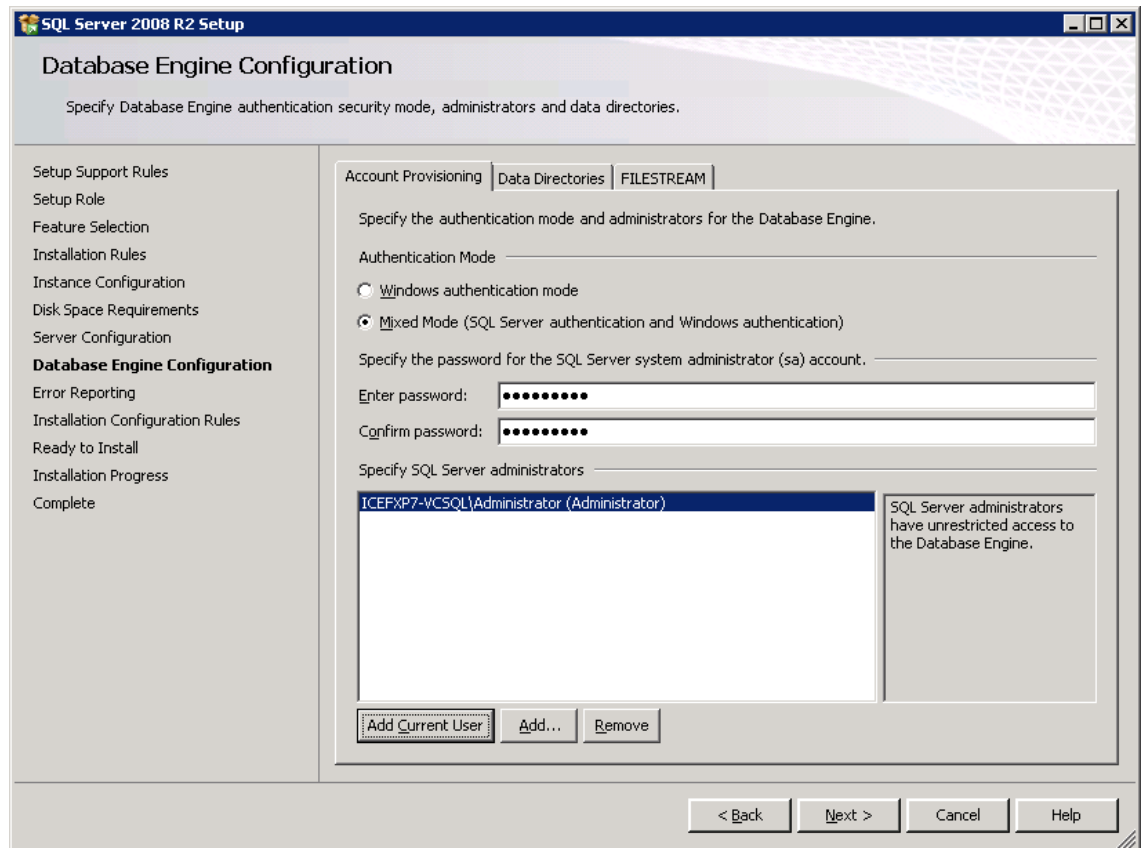 SQL Server 2008 R2 Setup
Database Engine Configuration
Specify Database Engine authentication security mode, administrators and data directories.
Setup Support Rules
Setup Role
Feature Selection
Installation Rules
Instance Configuration
Disk Space Requirements
Server Configuration
Database Engine Configuration
Error Reporting
Installation Configuration Rules
Ready to Install
Installation Progress
Complete
Account Provisioning Data Directories FILESTREAM
Specify the authentication mode and administrators for the Database Engine.
Authentication Mode
Windows authentication mode
Mixed Mode (SQL Server authentication and Windows authentication)
Specify the password for the SQL Server system administrator (sa) account.
Enter password: ●●●●●●●●●
Confirm password: ●●●●●●●●●
Specify SQL Server administrators
ICEFXP7-VCSQL\Administrator (Administrator)
SQL Server administrators
have unrestricted access to
the Database Engine.
Add Current User Add... Remove
< Back Next > Cancel Help